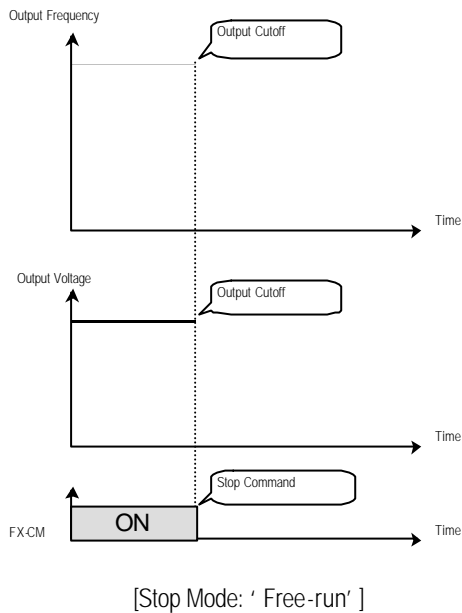 Output Frequency
Output Cutoff
Time
Output Voltage
Output Cutoff
Time
Stop Command
FX-CM
ON
Time
[Stop Mode: ‘ Free-run’ ]